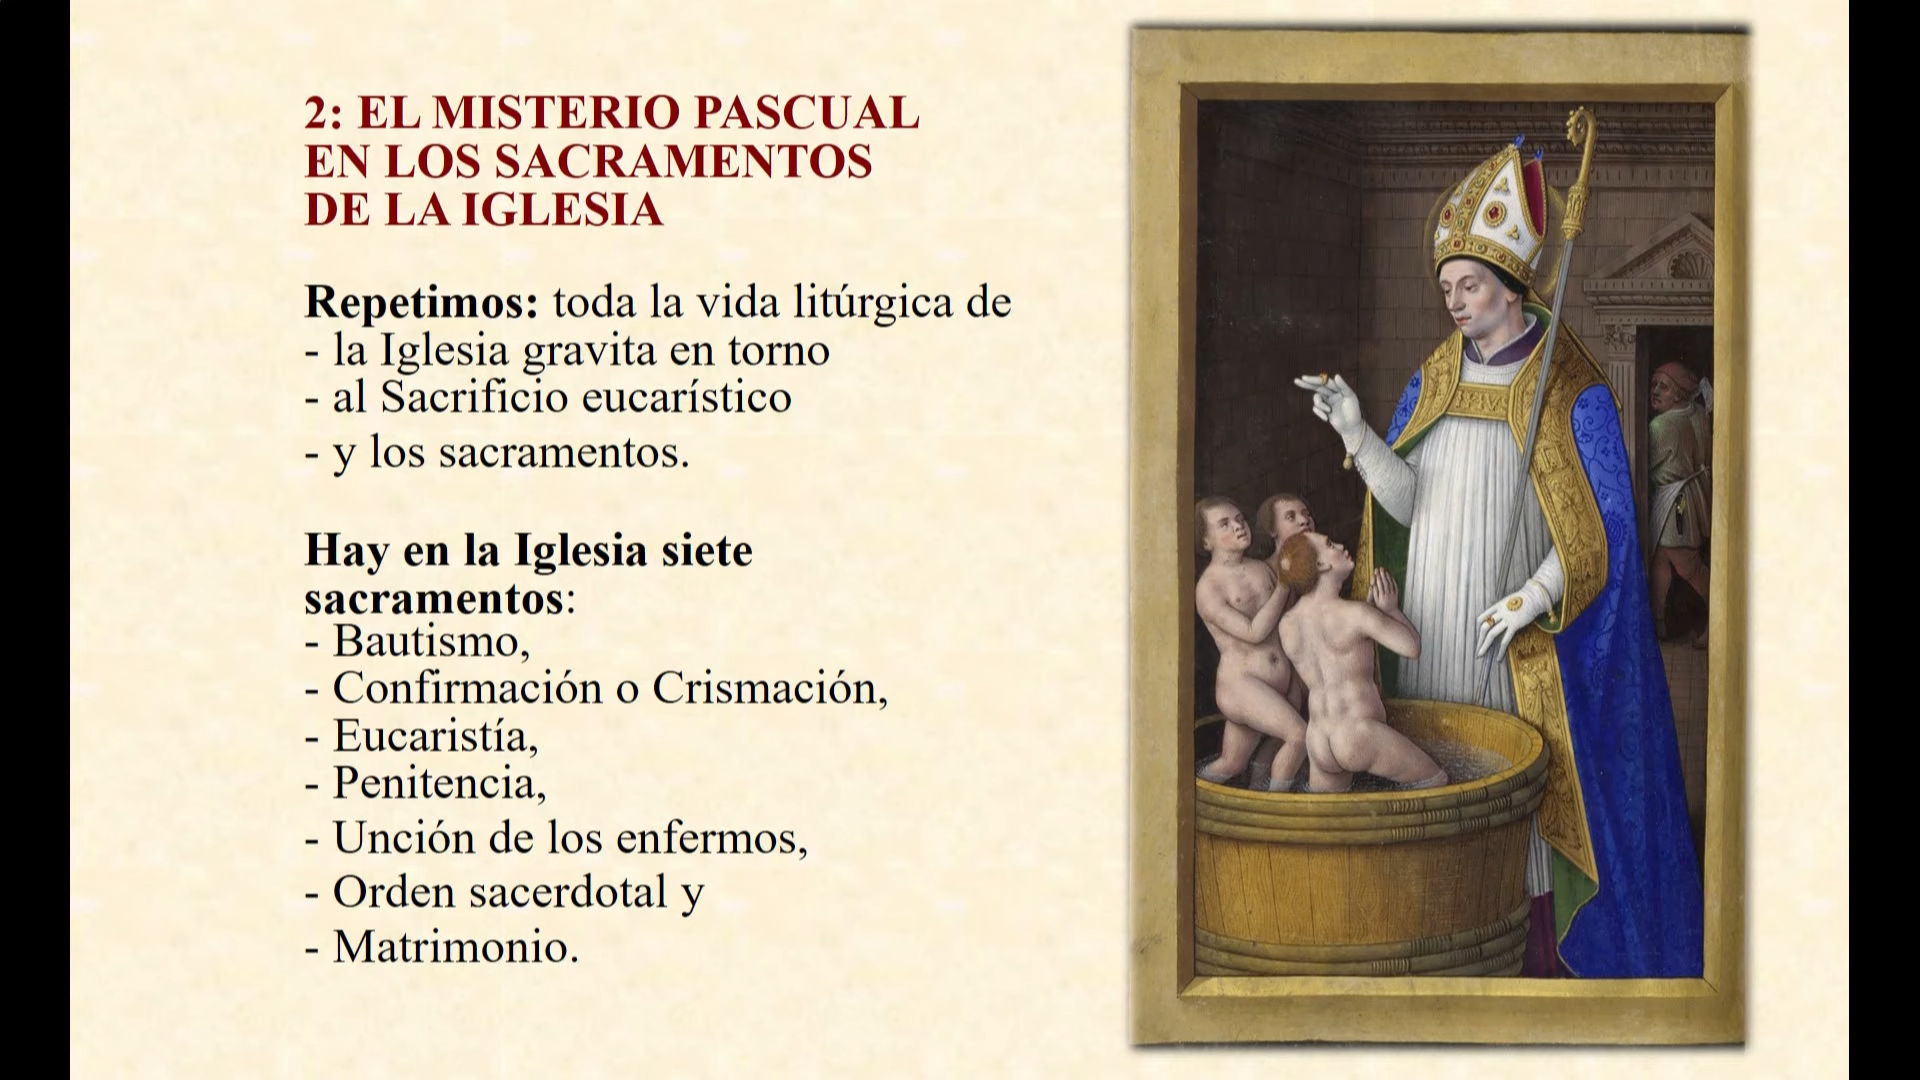 2: EL MISTERIO PASCUAL
EN LOS SACRAMENTOS
DE LA IGLESIA
Repetimos: toda la vida litúrgica de
- la Iglesia gravita en torno
- al Sacrificio eucarístico
- y los sacramentos.
Hay en la Iglesia siete
sacramentos:
- Bautismo,
- Confirmación o Crismación,
- Eucaristía,
- Penitencia,
- Unción de los enfermos,
- Orden sacerdotal y
- Matrimonio.